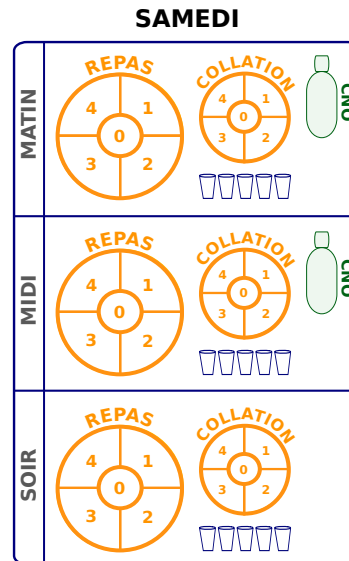 SAMEDI
MATIN
REPAS
4 1
0
3 2
COLLATION
4 1
0
3 2
CNO
MIDI
REPAS
4 1
0
3 2
COLLATION
4 1
0
3 2
CNO
SOIR
REPAS
4 1
0
3 2
COLLATION
4 1
0
3 2